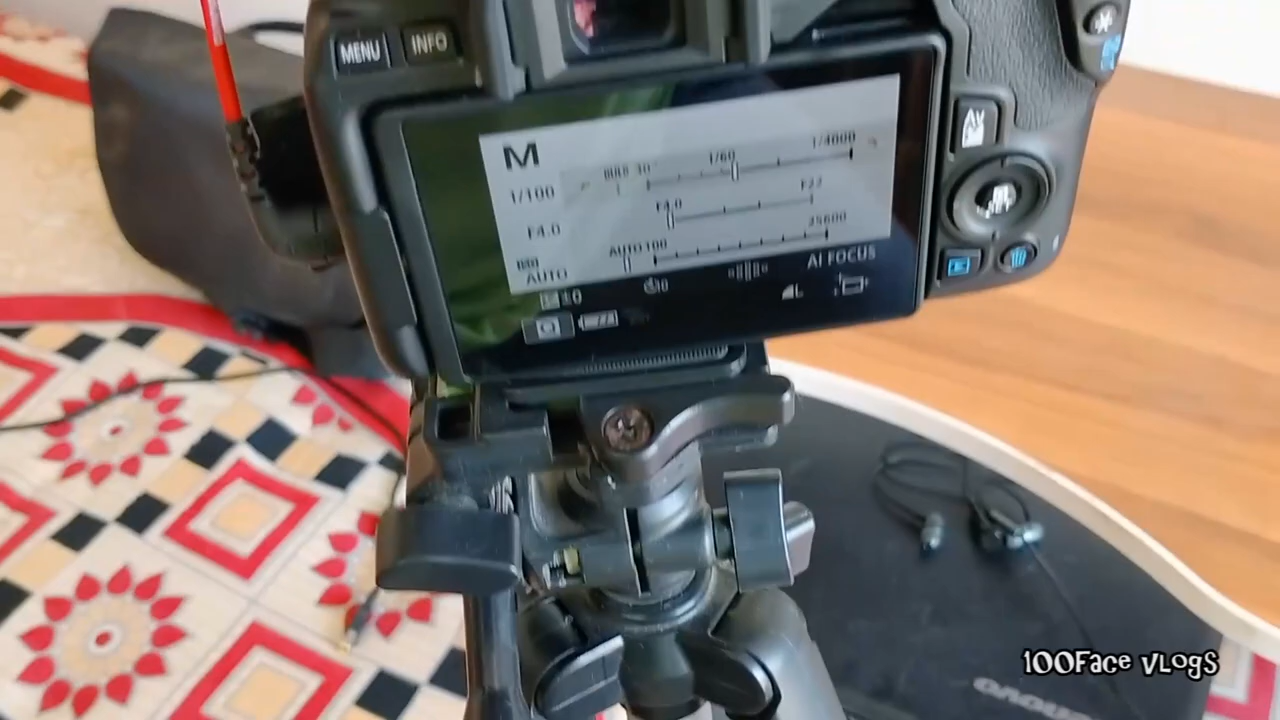 MENU
INFO
M
1/100
BULB 30
1/60
1/4000
F4.0
F4.0
F22
ISO
AUTO
AUTO 100
25600
±0
AI FOCUS
100Face VLogs